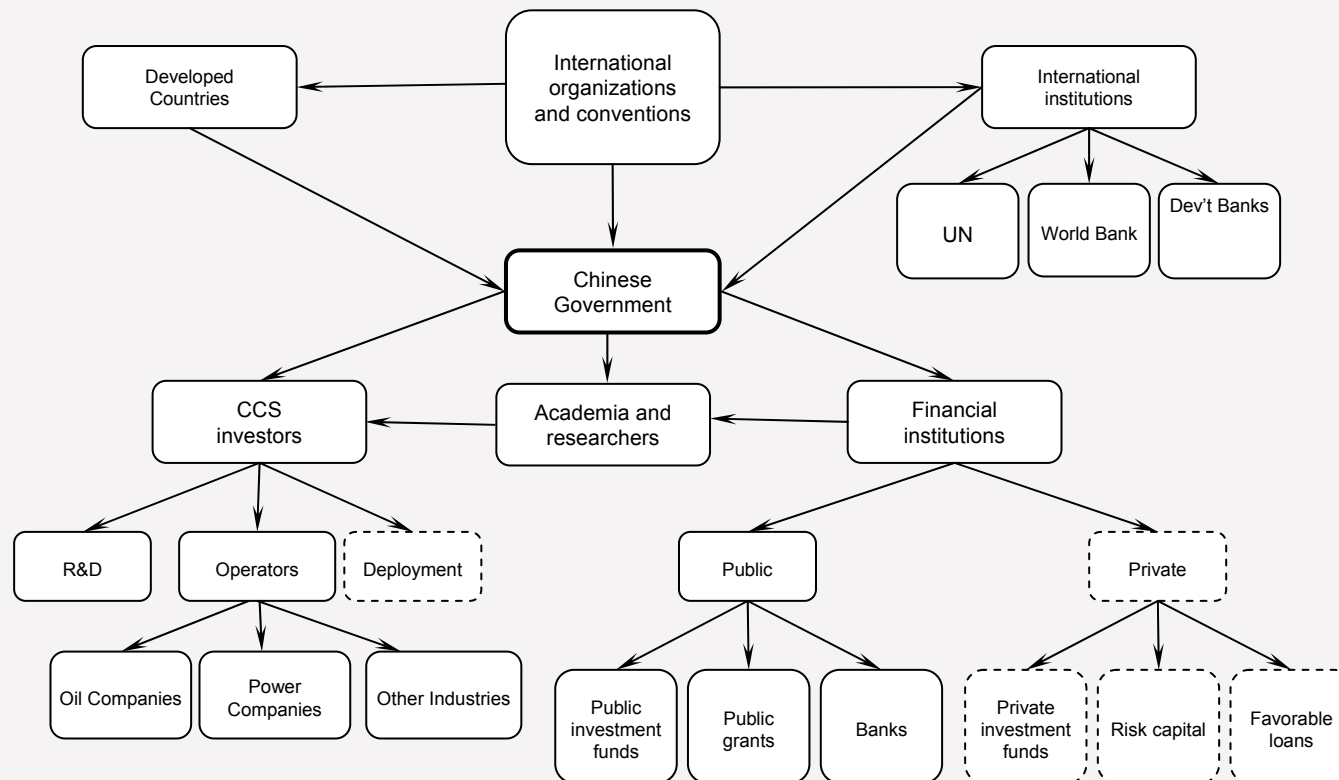 Developed
Countries
International
organizations
and conventions
International
institutions
UN
World Bank
Dev't Banks
Chinese
Government
CCS
investors
Academia and
researchers
Financial
institutions
R&D
Operators
Deployment
Public
Private
Oil Companies
Power
Companies
Other Industries
Public
investment
funds
Public
grants
Banks
Private
investment
funds
Risk capital
Favorable
loans